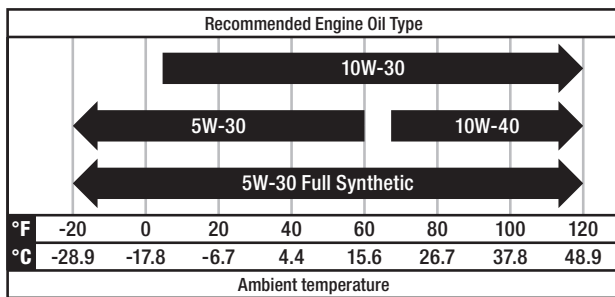 Recommended Engine Oil Type
10W-30
5W-30 10W-40
5W-30 Full Synthetic
°F -20 0 20 40 60 80 100 120
°C -28.9 -17.8 -6.7 4.4 15.6 26.7 37.8 48.9
Ambient temperature